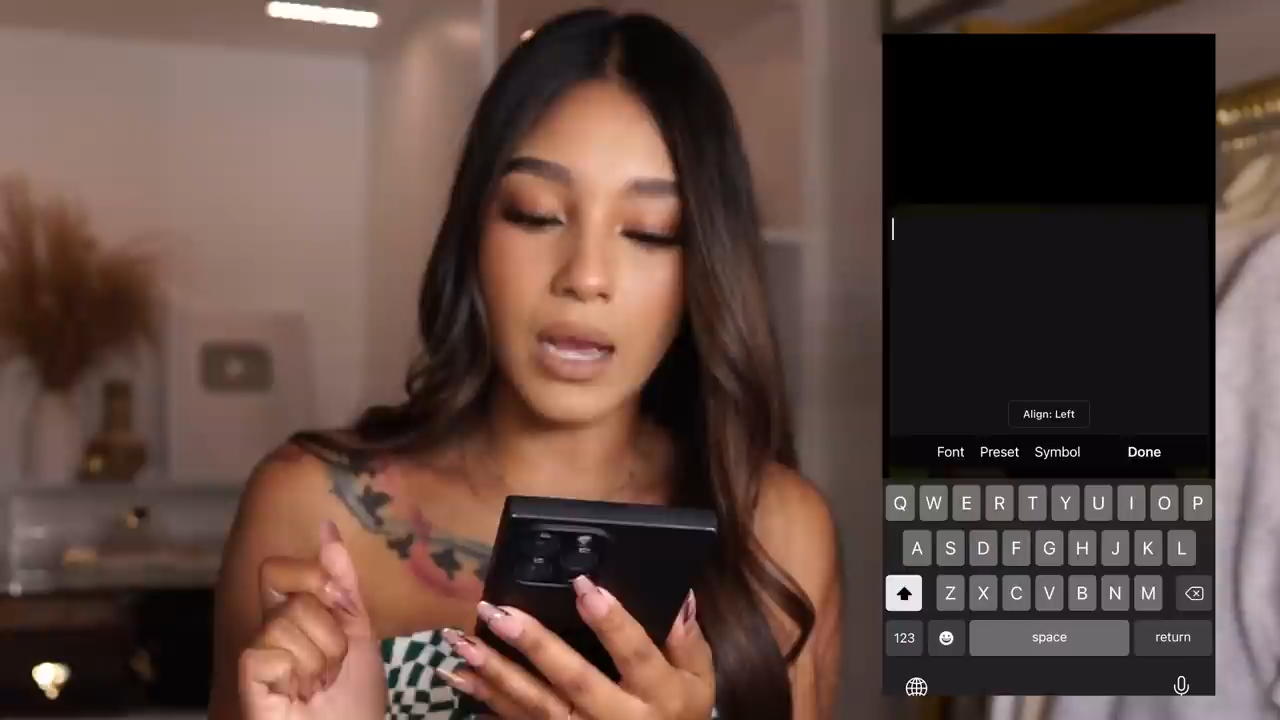 Align: Left
Font Preset Symbol Done
Q W E R T Y U I O P
A S D F G H J K L
Z X C V B N M
123 space return